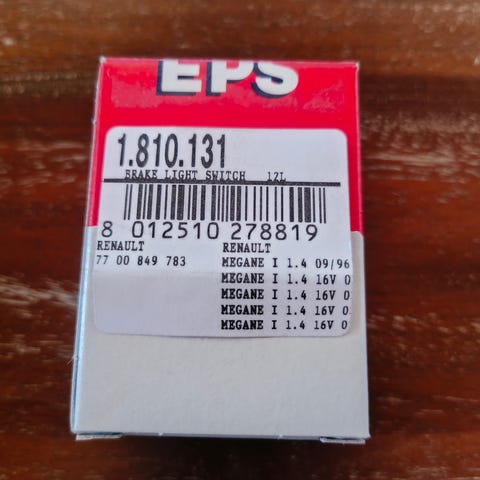 EPS
1.810.131
BRAKE LIGHT SWITCH 12L
8 012510 278819
RENAULT RENAULT
77 00 849 783 MEGANE I 1.4 09/96
MEGANE I 1.4 16V 0
MEGANE I 1.4 16V 0
MEGANE I 1.4 16V 0
MEGANE I 1.4 16V 0